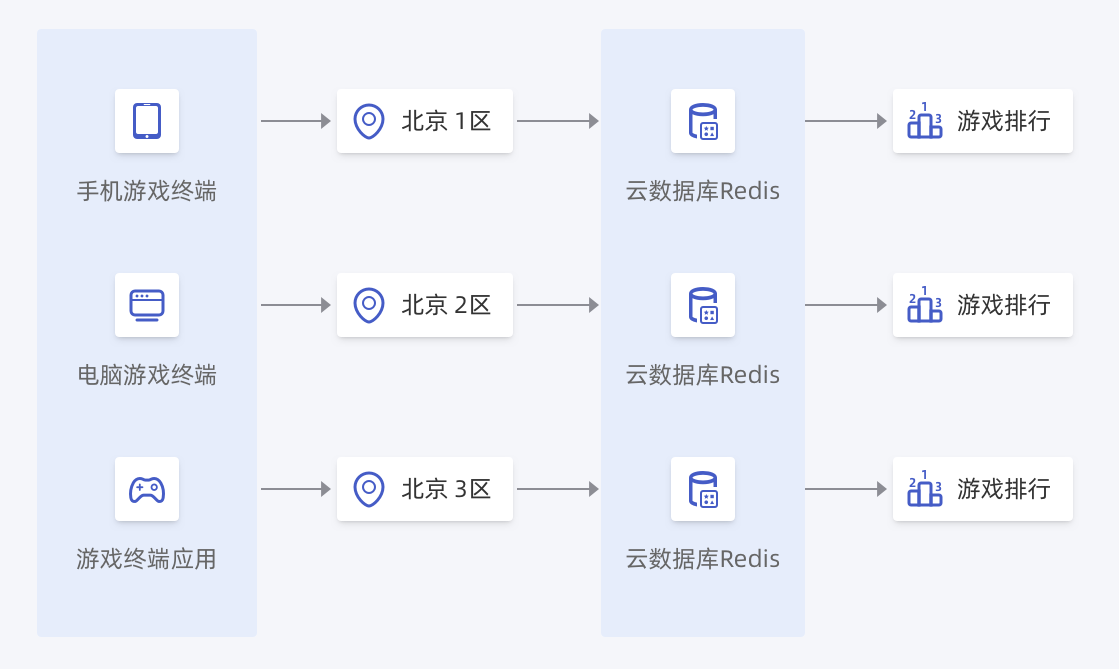 北京 1区
2 1 3
游戏排行
手机游戏终端
云数据库Redis
北京 2区
2 1 3
游戏排行
电脑游戏终端
云数据库Redis
北京 3区
2 1 3
游戏排行
游戏终端应用
云数据库Redis